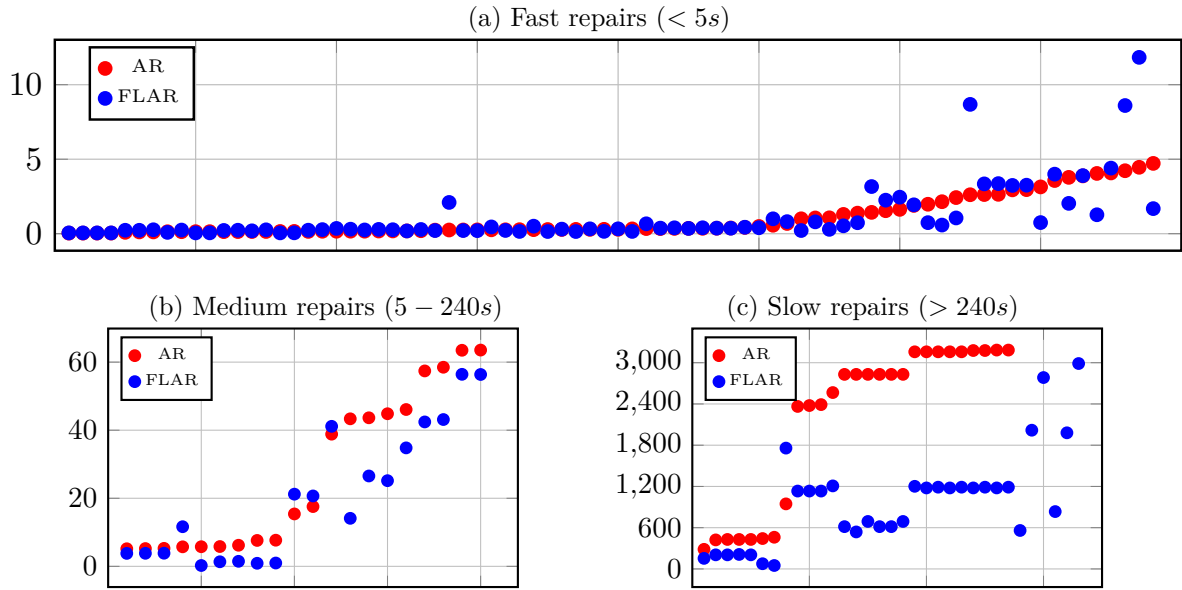 (a) Fast repairs (< 5s)
10
5
0
AR
FLAR
(b) Medium repairs (5 − 240s)
60
40
20
0
AR
FLAR
(c) Slow repairs (> 240s)
3,000
2,400
1,800
1,200
600
0
AR
FLAR